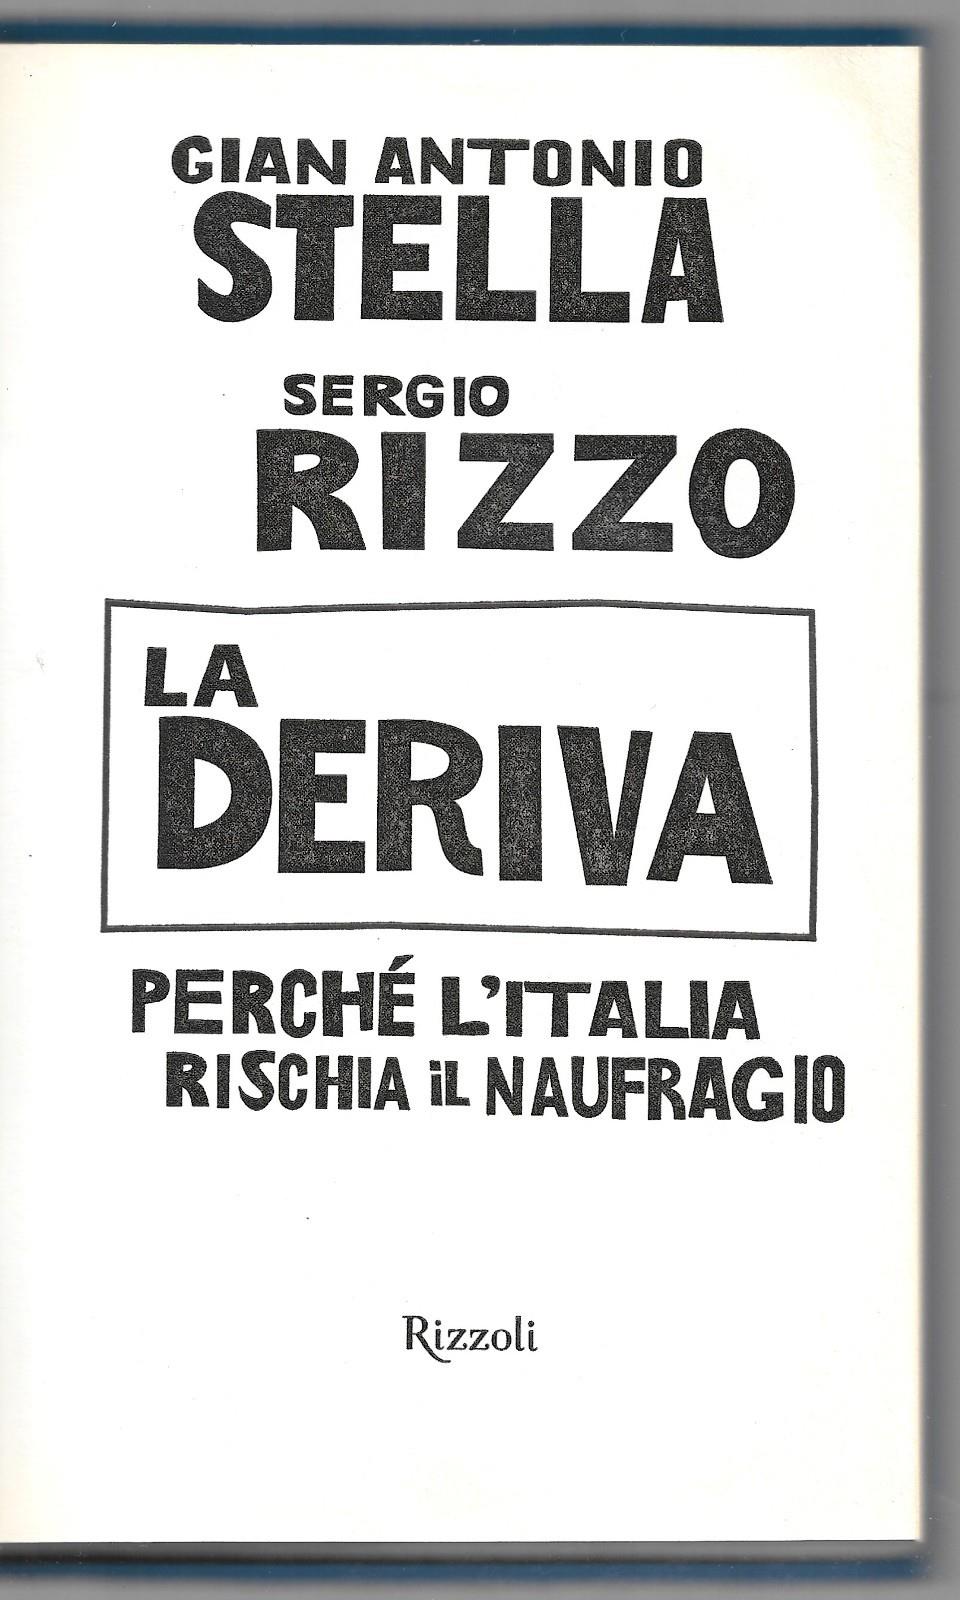 GIAN ANTONIO
STELLA
SERGIO
RIZZO
LA
DERIVA
PERCHÉ L'ITALIA
RISCHIA iL NAUFRAGIO
Rizzoli